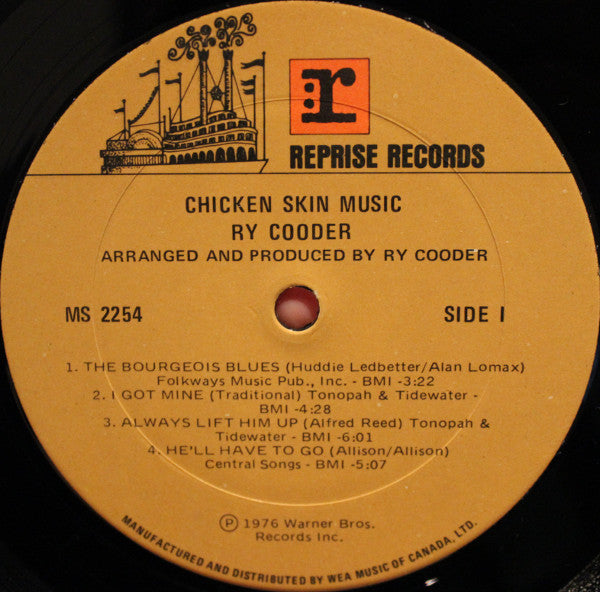 r
REPRISE RECORDS
CHICKEN SKIN MUSIC
RY COODER
ARRANGED AND PRODUCED BY RY COODER
MS 2254
SIDE I
1. THE BOURGEOIS BLUES (Huddie Ledbetter/Alan Lomax)
Folkways Music Pub., Inc. - BMI -3:22
2. I GOT MINE (Traditional) Tonopah & Tidewater -
BMI -4:28
3. ALWAYS LIFT HIM UP (Alfred Reed) Tonopah &
Tidewater - BMI -6:01
4. HE'LL HAVE TO GO (Allison/Allison)
Central Songs - BMI -5:07
Ⓟ 1976 Warner Bros.
Records Inc.
MANUFACTURED AND DISTRIBUTED BY WEA MUSIC OF CANADA, LTD.